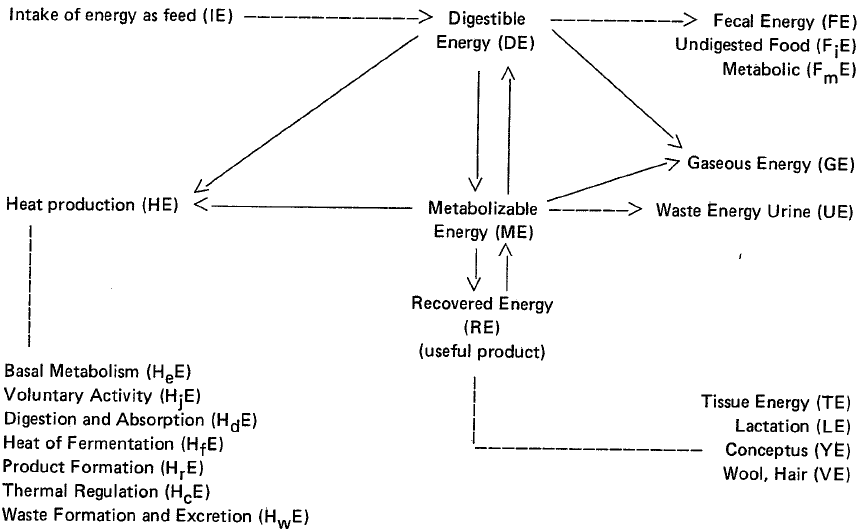 Intake of energy as feed (IE)
Digestible
Energy (DE)
Fecal Energy (FE)
Undigested Food (FiE)
Metabolic (FmE)
Gaseous Energy (GE)
Heat production (HE)
Metabolizable
Energy (ME)
Waste Energy Urine (UE)
Recovered Energy
(RE)
(useful product)
Basal Metabolism (HeE)
Voluntary Activity (HjE)
Digestion and Absorption (HdE)
Heat of Fermentation (HfE)
Product Formation (HrE)
Thermal Regulation (HcE)
Waste Formation and Excretion (HwE)
Tissue Energy (TE)
Lactation (LE)
Conceptus (YE)
Wool, Hair (VE)